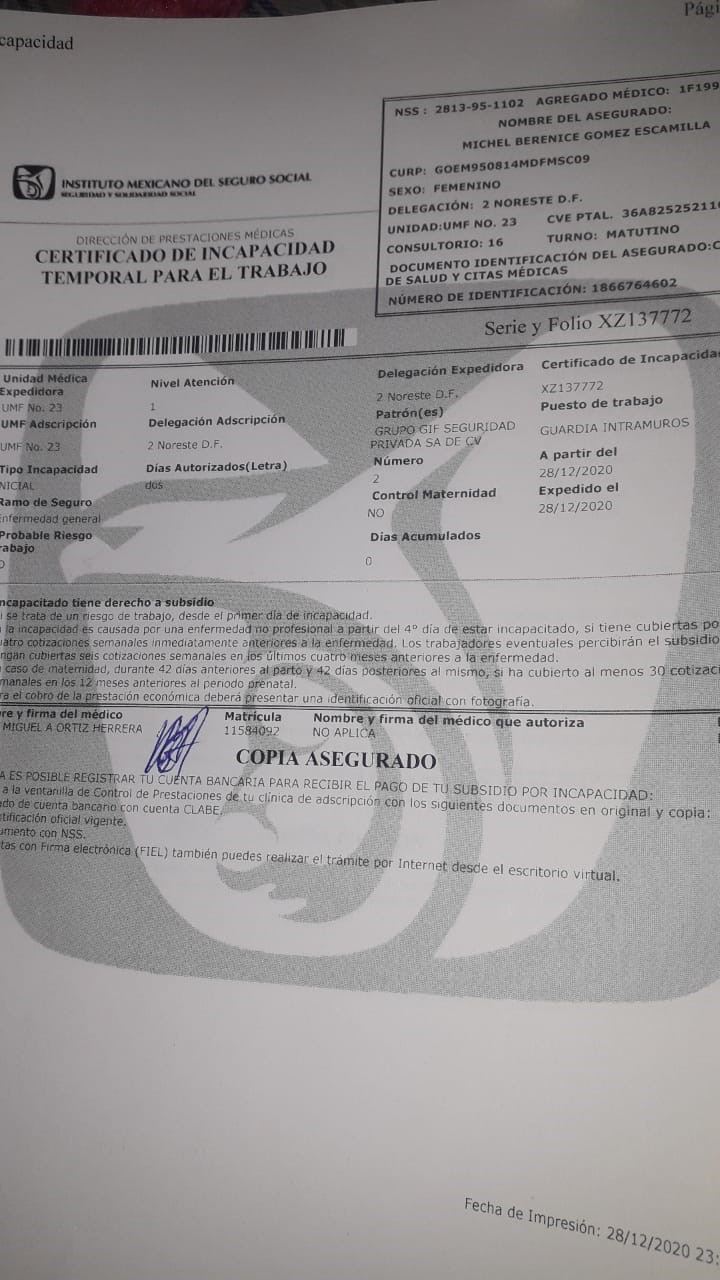 Pági
capacidad
NSS : 2813-95-1102 AGREGADO MÉDICO: 1F199
NOMBRE DEL ASEGURADO:
MICHEL BERENICE GOMEZ ESCAMILLA
CURP: GOEM950814MDFMSC09
SEXO: FEMENINO
DELEGACIÓN: 2 NORESTE D.F.
UNIDAD:UMF NO. 23 CVE PTAL. 36A82525211
CONSULTORIO: 16 TURNO: MATUTINO
DOCUMENTO IDENTIFICACIÓN DEL ASEGURADO:C
DE SALUD Y CITAS MÉDICAS
NÚMERO DE IDENTIFICACIÓN: 1866764602
INSTITUTO MEXICANO DEL SEGURO SOCIAL
SEGURIDAD Y SOLIDARIDAD SOCIAL
DIRECCIÓN DE PRESTACIONES MÉDICAS
CERTIFICADO DE INCAPACIDAD
TEMPORAL PARA EL TRABAJO
Serie y Folio XZ137772
Unidad Médica
Expedidora
UMF No. 23
Nivel Atención
1
Delegación Expedidora
2 Noreste D.F.
Certificado de Incapacida
XZ137772
UMF Adscripción
UMF No. 23
Delegación Adscripción
2 Noreste D.F.
Patrón(es)
GRUPO GIF SEGURIDAD
PRIVADA SA DE CV
Puesto de trabajo
GUARDIA INTRAMUROS
Tipo Incapacidad
NICIAL
Días Autorizados(Letra)
dos
Número
2
A partir del
28/12/2020
Ramo de Seguro
nfermedad general
Control Maternidad
NO
Expedido el
28/12/2020
Probable Riesgo
abajo
Días Acumulados
0
ncapacitado tiene derecho a subsidio
i se trata de un riesgo de trabajo, desde el primer día de incapacidad.
la incapacidad es causada por una enfermedad no profesional a partir del 4º día de estar incapacitado, si tiene cubiertas po
atro cotizaciones semanales inmediatamente anteriores a la enfermedad. Los trabajadores eventuales percibirán el subsidio
ngan cubiertas seis cotizaciones semanales en los últimos cuatro meses anteriores a la enfermedad.
caso de maternidad, durante 42 días anteriores al parto y 42 días posteriores al mismo, si ha cubierto al menos 30 cotizaci
manales en los 12 meses anteriores al periodo prenatal.
ra el cobro de la prestación económica deberá presentar una identificación oficial con fotografía.
re y firma del médico
MIGUEL A ORTIZ HERRERA
Matrícula
11584092
Nombre y firma del médico que autoriza
NO APLICA
COPIA ASEGURADO
A ES POSIBLE REGISTRAR TU CUENTA BANCARIA PARA RECIBIR EL PAGO DE TU SUBSIDIO POR INCAPACIDAD:
a la ventanilla de Control de Prestaciones de tu clínica de adscripción con los siguientes documentos en original y copia:
ado de cuenta bancario con cuenta CLABE.
tificación oficial vigente.
umento con NSS.
tas con Firma electrónica (FIEL) también puedes realizar el trámite por Internet desde el escritorio virtual.
Fecha de Impresión: 28/12/2020 23: